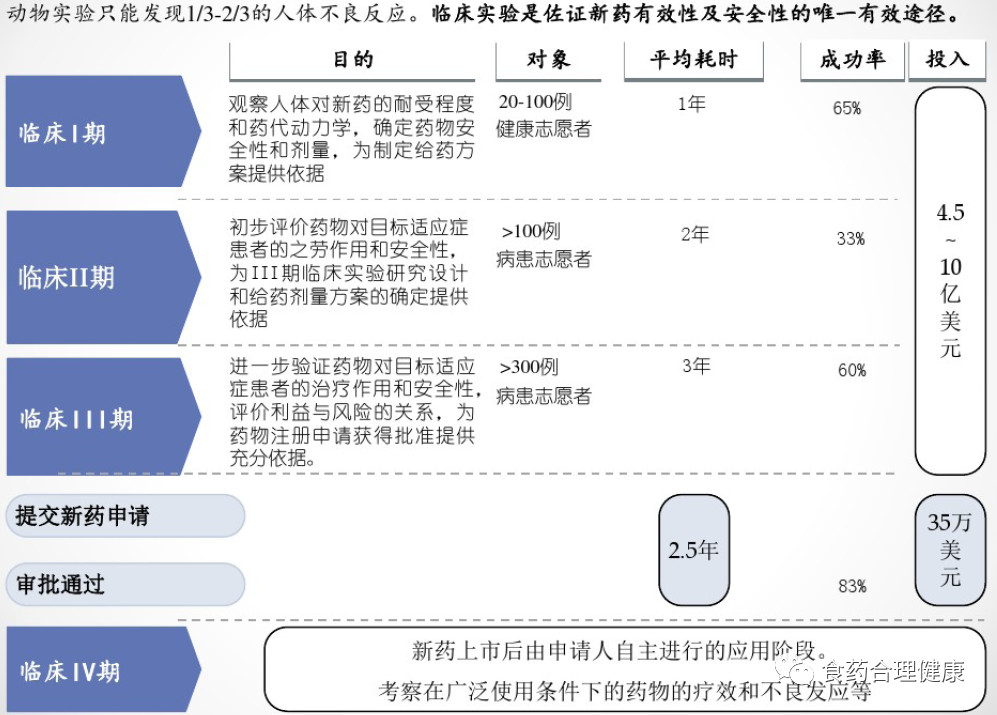 动物实验只能发现1/3-2/3的人体不良反应。临床实验是佐证新药有效性及安全性的唯一有效途径。
目的 对象 平均耗时 成功率 投入
临床I期
观察人体对新药的耐受程度
和药代动力学，确定药物安
全性和剂量，为制定给药方
案提供依据
20-100例
健康志愿者
1年
65%
临床II期
初步评价药物对目标适应症
患者的之劳作用和安全性，
为III期临床实验研究设计
和给药剂量方案的确定提供
依据
>100例
病患志愿者
2年
33%
临床III期
进一步验证药物对目标适应
症患者的治疗作用和安全性，
评价利益与风险的关系，为
药物注册申请获得批准提供
充分依据。
>300例
病患志愿者
3年
60%
4.5
~
10
亿
美
元
提交新药申请
审批通过
2.5年
83%
35万
美
元
临床IV期
新药上市后由申请人自主进行的应用阶段。
考察在广泛使用条件下的药物的疗效和不良发应等
食药合理健康